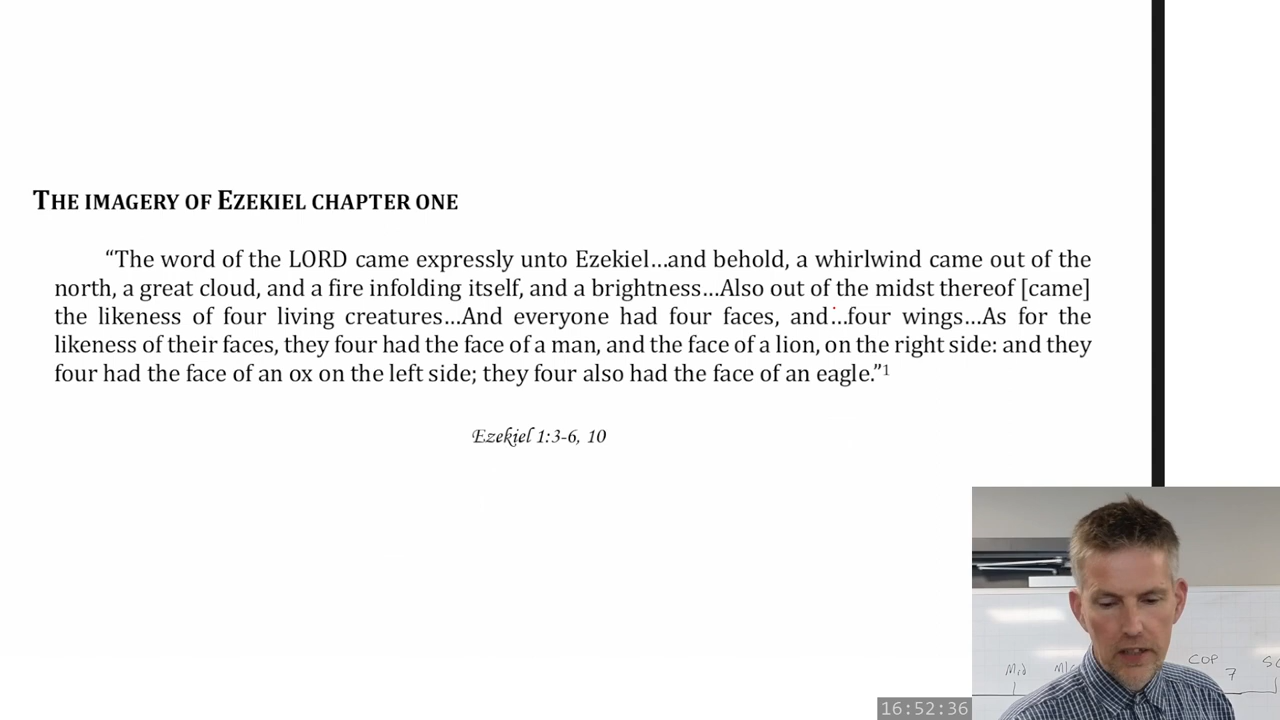 THE IMAGERY OF EZEKIEL CHAPTER ONE
“The word of the LORD came expressly unto Ezekiel…and behold, a whirlwind came out of the
north, a great cloud, and a fire infolding itself, and a brightness…Also out of the midst thereof [came]
the likeness of four living creatures…And everyone had four faces, and…four wings…As for the
likeness of their faces, they four had the face of a man, and the face of a lion, on the right side: and they
four had the face of an ox on the left side; they four also had the face of an eagle.”1
Ezekiel 1:3-6, 10
Mid
COP
7
16:52:36